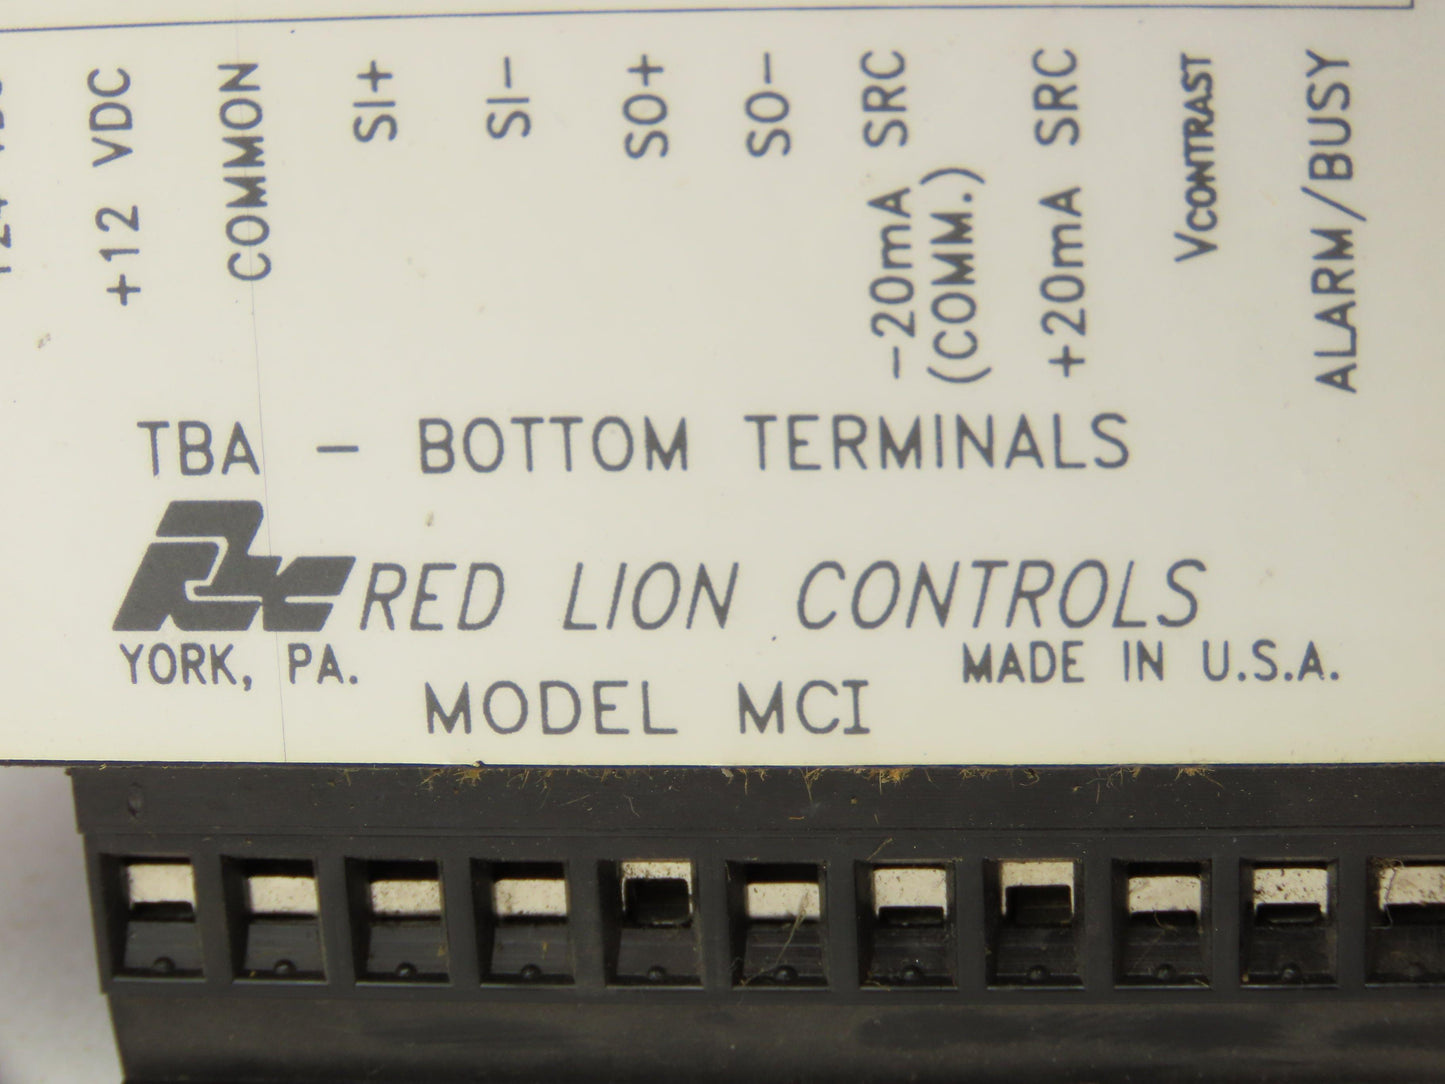 +12 VDC
COMMON
SI+
SI-
SO+
SO-
-20mA SRC
(COMM.)
+20mA SRC
VCONTRAST
ALARM/BUSY
TBA - BOTTOM TERMINALS
RLC RED LION CONTROLS
YORK, PA.
MADE IN U.S.A.
MODEL MCI